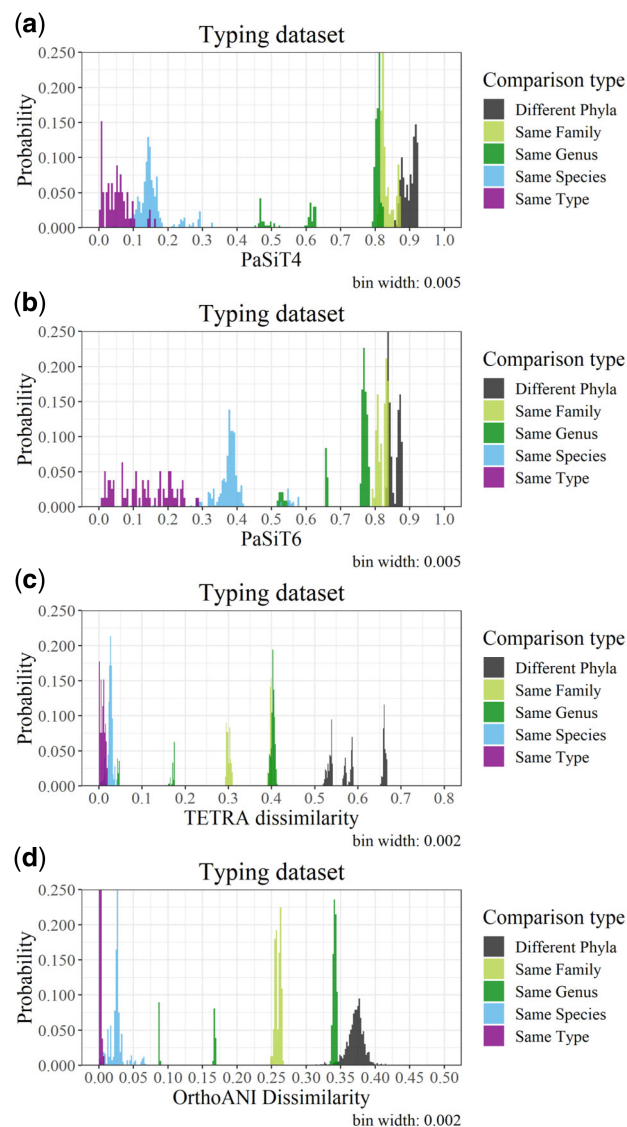 (a)
Typing dataset
Probability
0.250
0.200
0.150
0.100
0.050
0.000
0.0 0.1 0.2 0.3 0.4 0.5 0.6 0.7 0.8 0.9 1.0
PaSiT4
bin width: 0.005
Comparison type
Different Phyla
Same Family
Same Genus
Same Species
Same Type
(b)
Typing dataset
Probability
0.250
0.200
0.150
0.100
0.050
0.000
0.0 0.1 0.2 0.3 0.4 0.5 0.6 0.7 0.8 0.9 1.0
PaSiT6
bin width: 0.005
Comparison type
Different Phyla
Same Family
Same Genus
Same Species
Same Type
(c)
Typing dataset
Probability
0.250
0.200
0.150
0.100
0.050
0.000
0.0 0.1 0.2 0.3 0.4 0.5 0.6 0.7 0.8
TETRA dissimilarity
bin width: 0.002
Comparison type
Different Phyla
Same Family
Same Genus
Same Species
Same Type
(d)
Typing dataset
Probability
0.250
0.200
0.150
0.100
0.050
0.000
0.00 0.05 0.10 0.15 0.20 0.25 0.30 0.35 0.40 0.45 0.50
OrthoANI Dissimilarity
bin width: 0.002
Comparison type
Different Phyla
Same Family
Same Genus
Same Species
Same Type